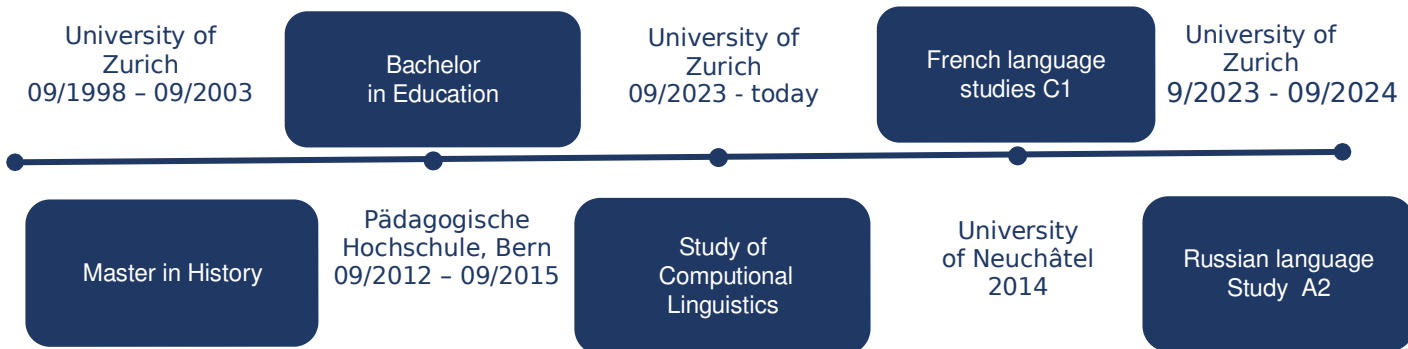 University of
Zurich
09/1998 – 09/2003
Master in History
Bachelor
in Education
Pädagogische
Hochschule, Bern
09/2012 – 09/2015
University of
Zurich
09/2023 - today
Study of
Computional
Linguistics
French language
studies C1
University
of Neuchâtel
2014
University of
Zurich
9/2023 - 09/2024
Russian language
Study A2